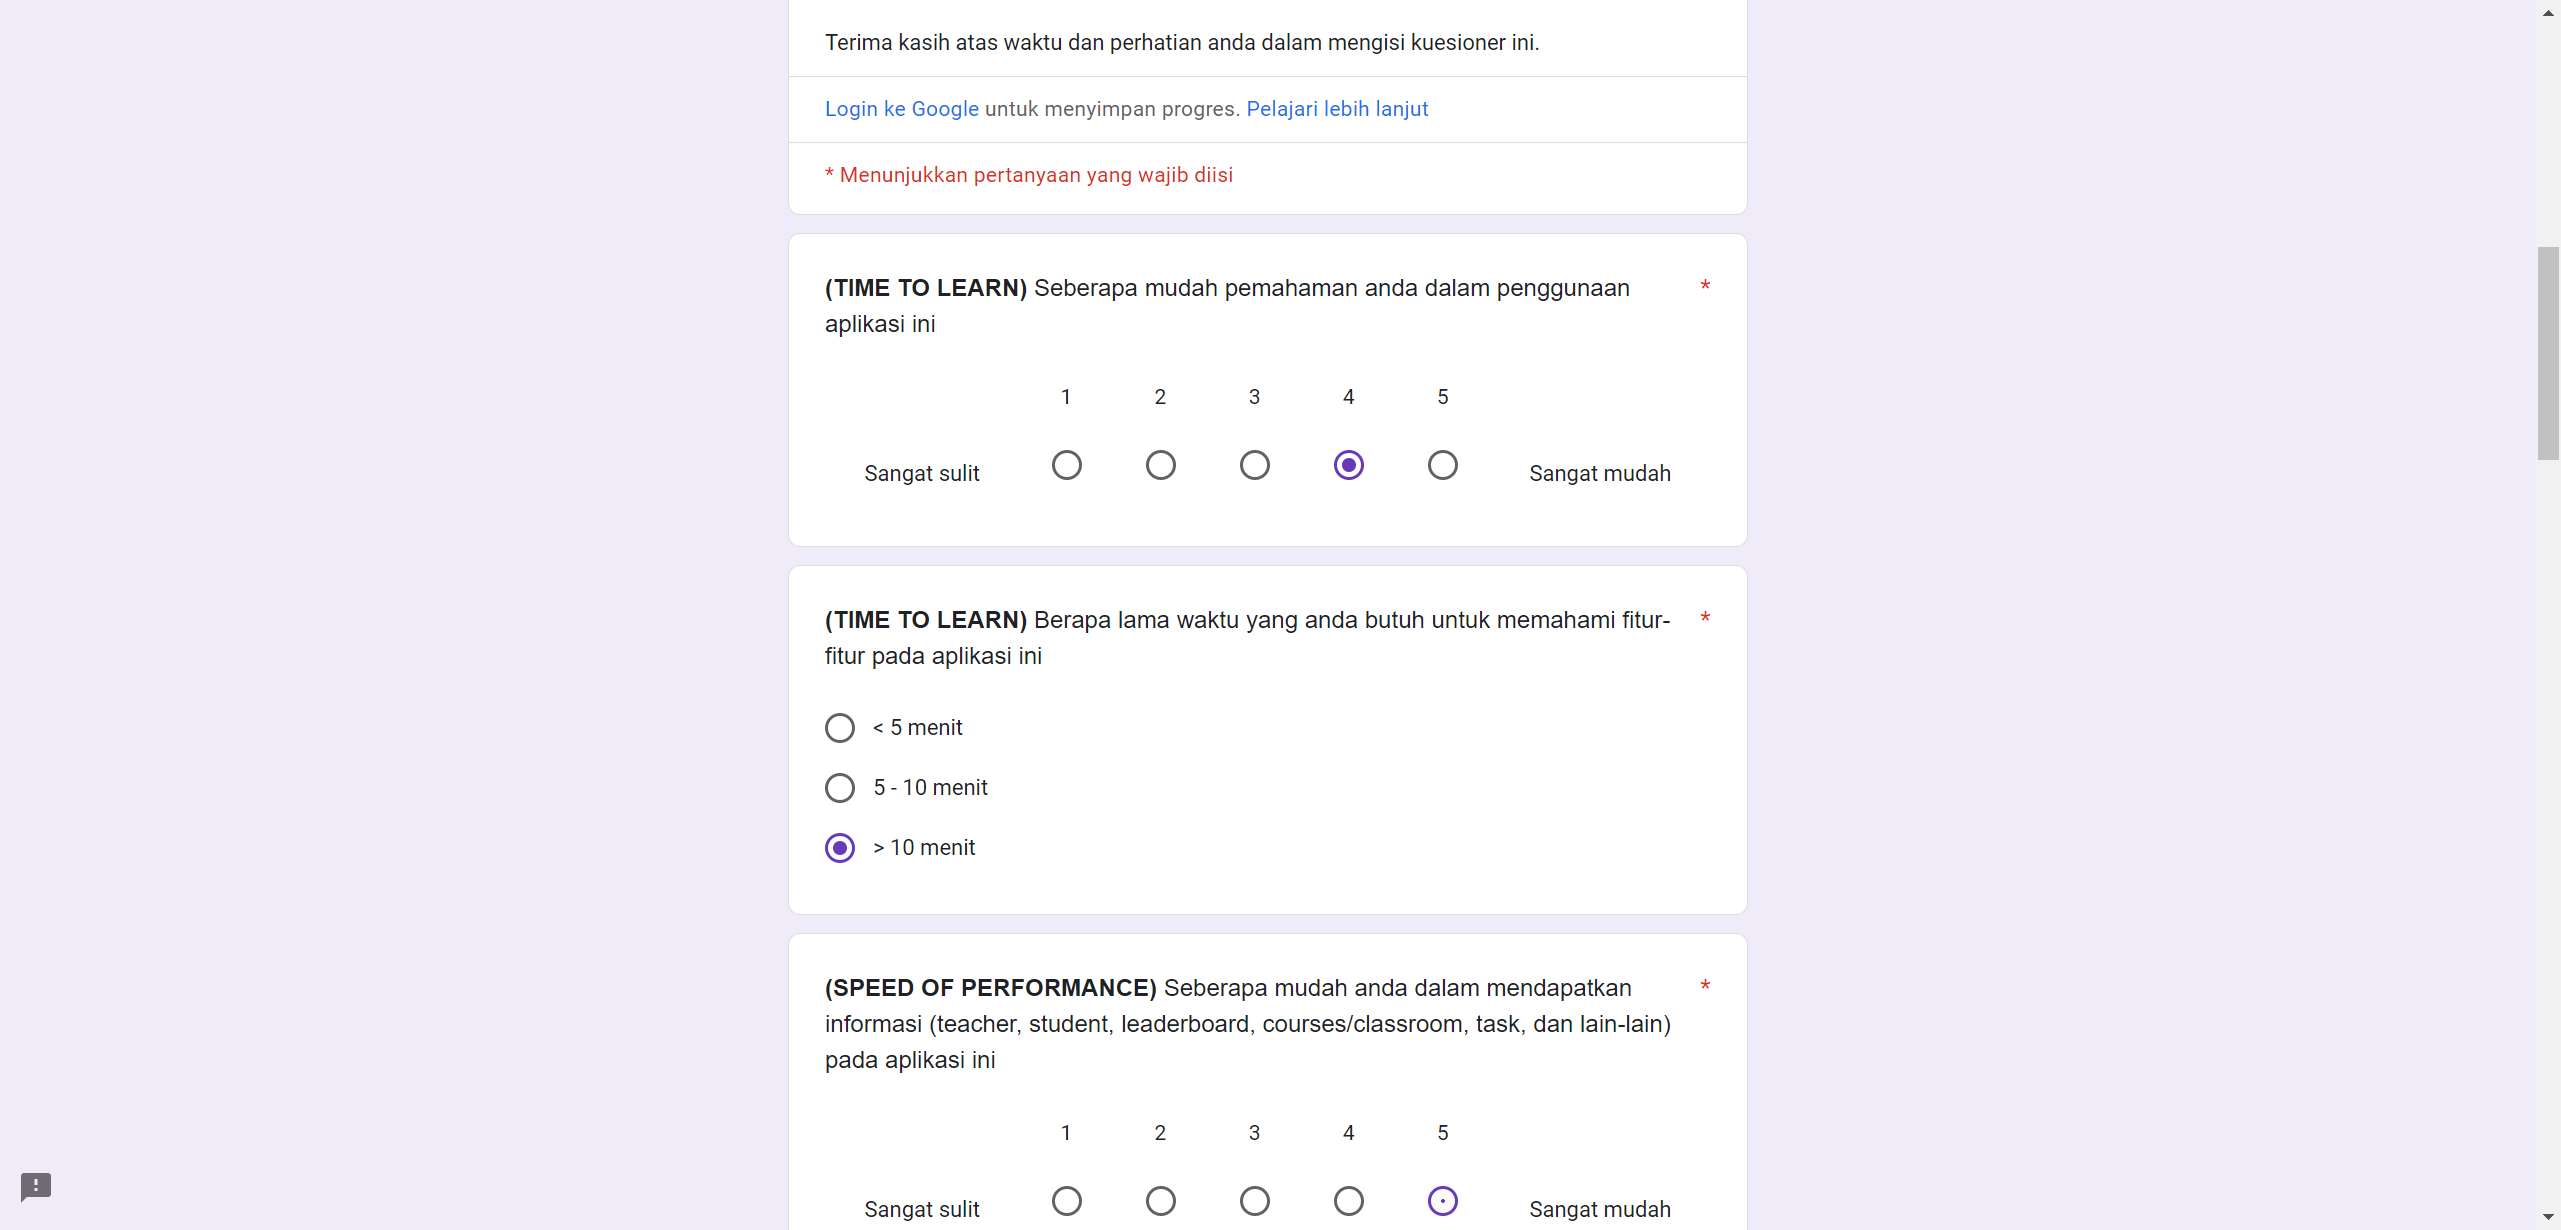 Terima kasih atas waktu dan perhatian anda dalam mengisi kuesioner ini.
Login ke Google untuk menyimpan progres. Pelajari lebih lanjut
* Menunjukkan pertanyaan yang wajib diisi
(TIME TO LEARN) Seberapa mudah pemahaman anda dalam penggunaan *
aplikasi ini
1 2 3 4 5
Sangat sulit Sangat mudah
(TIME TO LEARN) Berapa lama waktu yang anda butuh untuk memahami fitur- *
fitur pada aplikasi ini
< 5 menit
5 - 10 menit
> 10 menit
(SPEED OF PERFORMANCE) Seberapa mudah anda dalam mendapatkan *
informasi (teacher, student, leaderboard, courses/classroom, task, dan lain-lain)
pada aplikasi ini
1 2 3 4 5
Sangat sulit Sangat mudah